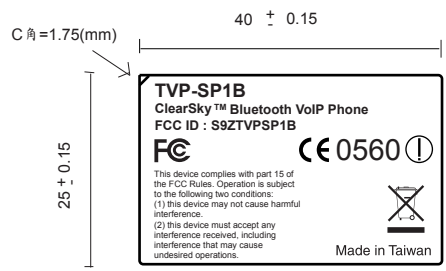 40 ± 0.15
C角=1.75(mm)
25 ± 0.15
TVP-SP1B
ClearSky™ Bluetooth VoIP Phone
FCC ID : S9ZTVPSP1B
FC CE 0560
This device complies with part 15 of
the FCC Rules. Operation is subject
to the following two conditions:
(1) this device may not cause harmful
interference.
(2) this device must accept any
interference received, including
interference that may cause
undesired operations.
Made in Taiwan